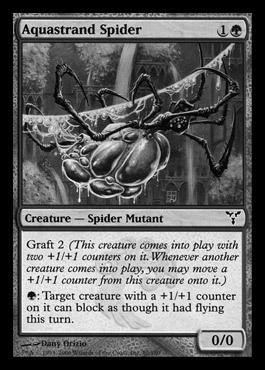 Aquastrand Spider 1
Creature — Spider Mutant
Graft 2 (This creature comes into play with
two +1/+1 counters on it. Whenever another
creature comes into play, you may move a
+1/+1 counter from this creature onto it.)
: Target creature with a +1/+1 counter
on it can block as though it had flying
this turn.
0/0
Dany Orizio